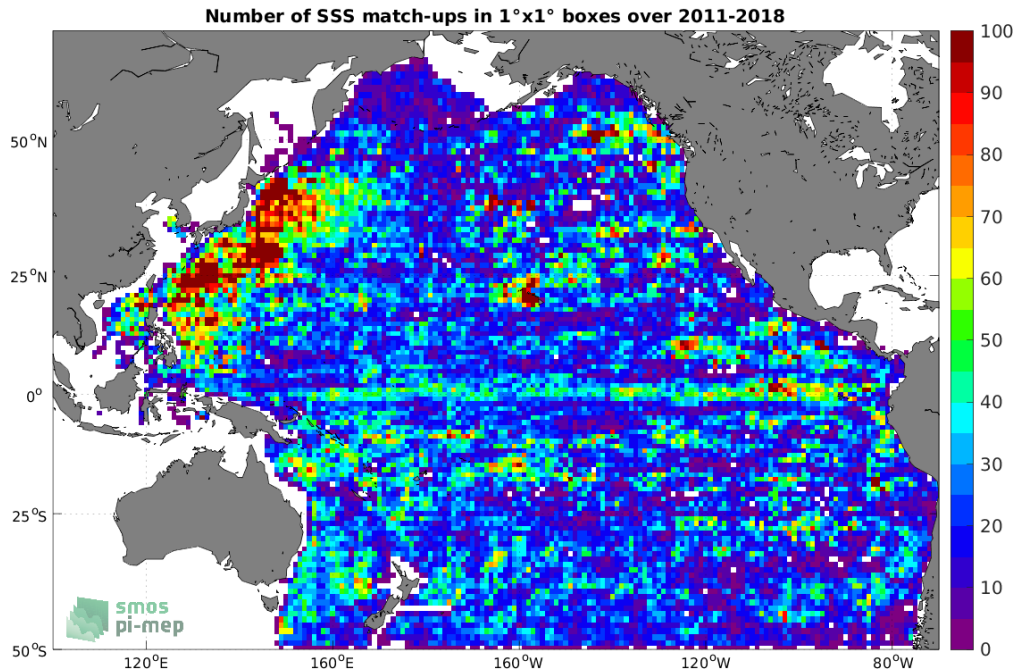 Number of SSS match-ups in 1°x1° boxes over 2011-2018
100
90
80
70
60
50
40
30
20
10
0
50°N
25°N
0°
25°S
50°S
120°E
160°E
160°W
120°W
80°W
smos
pi-mep